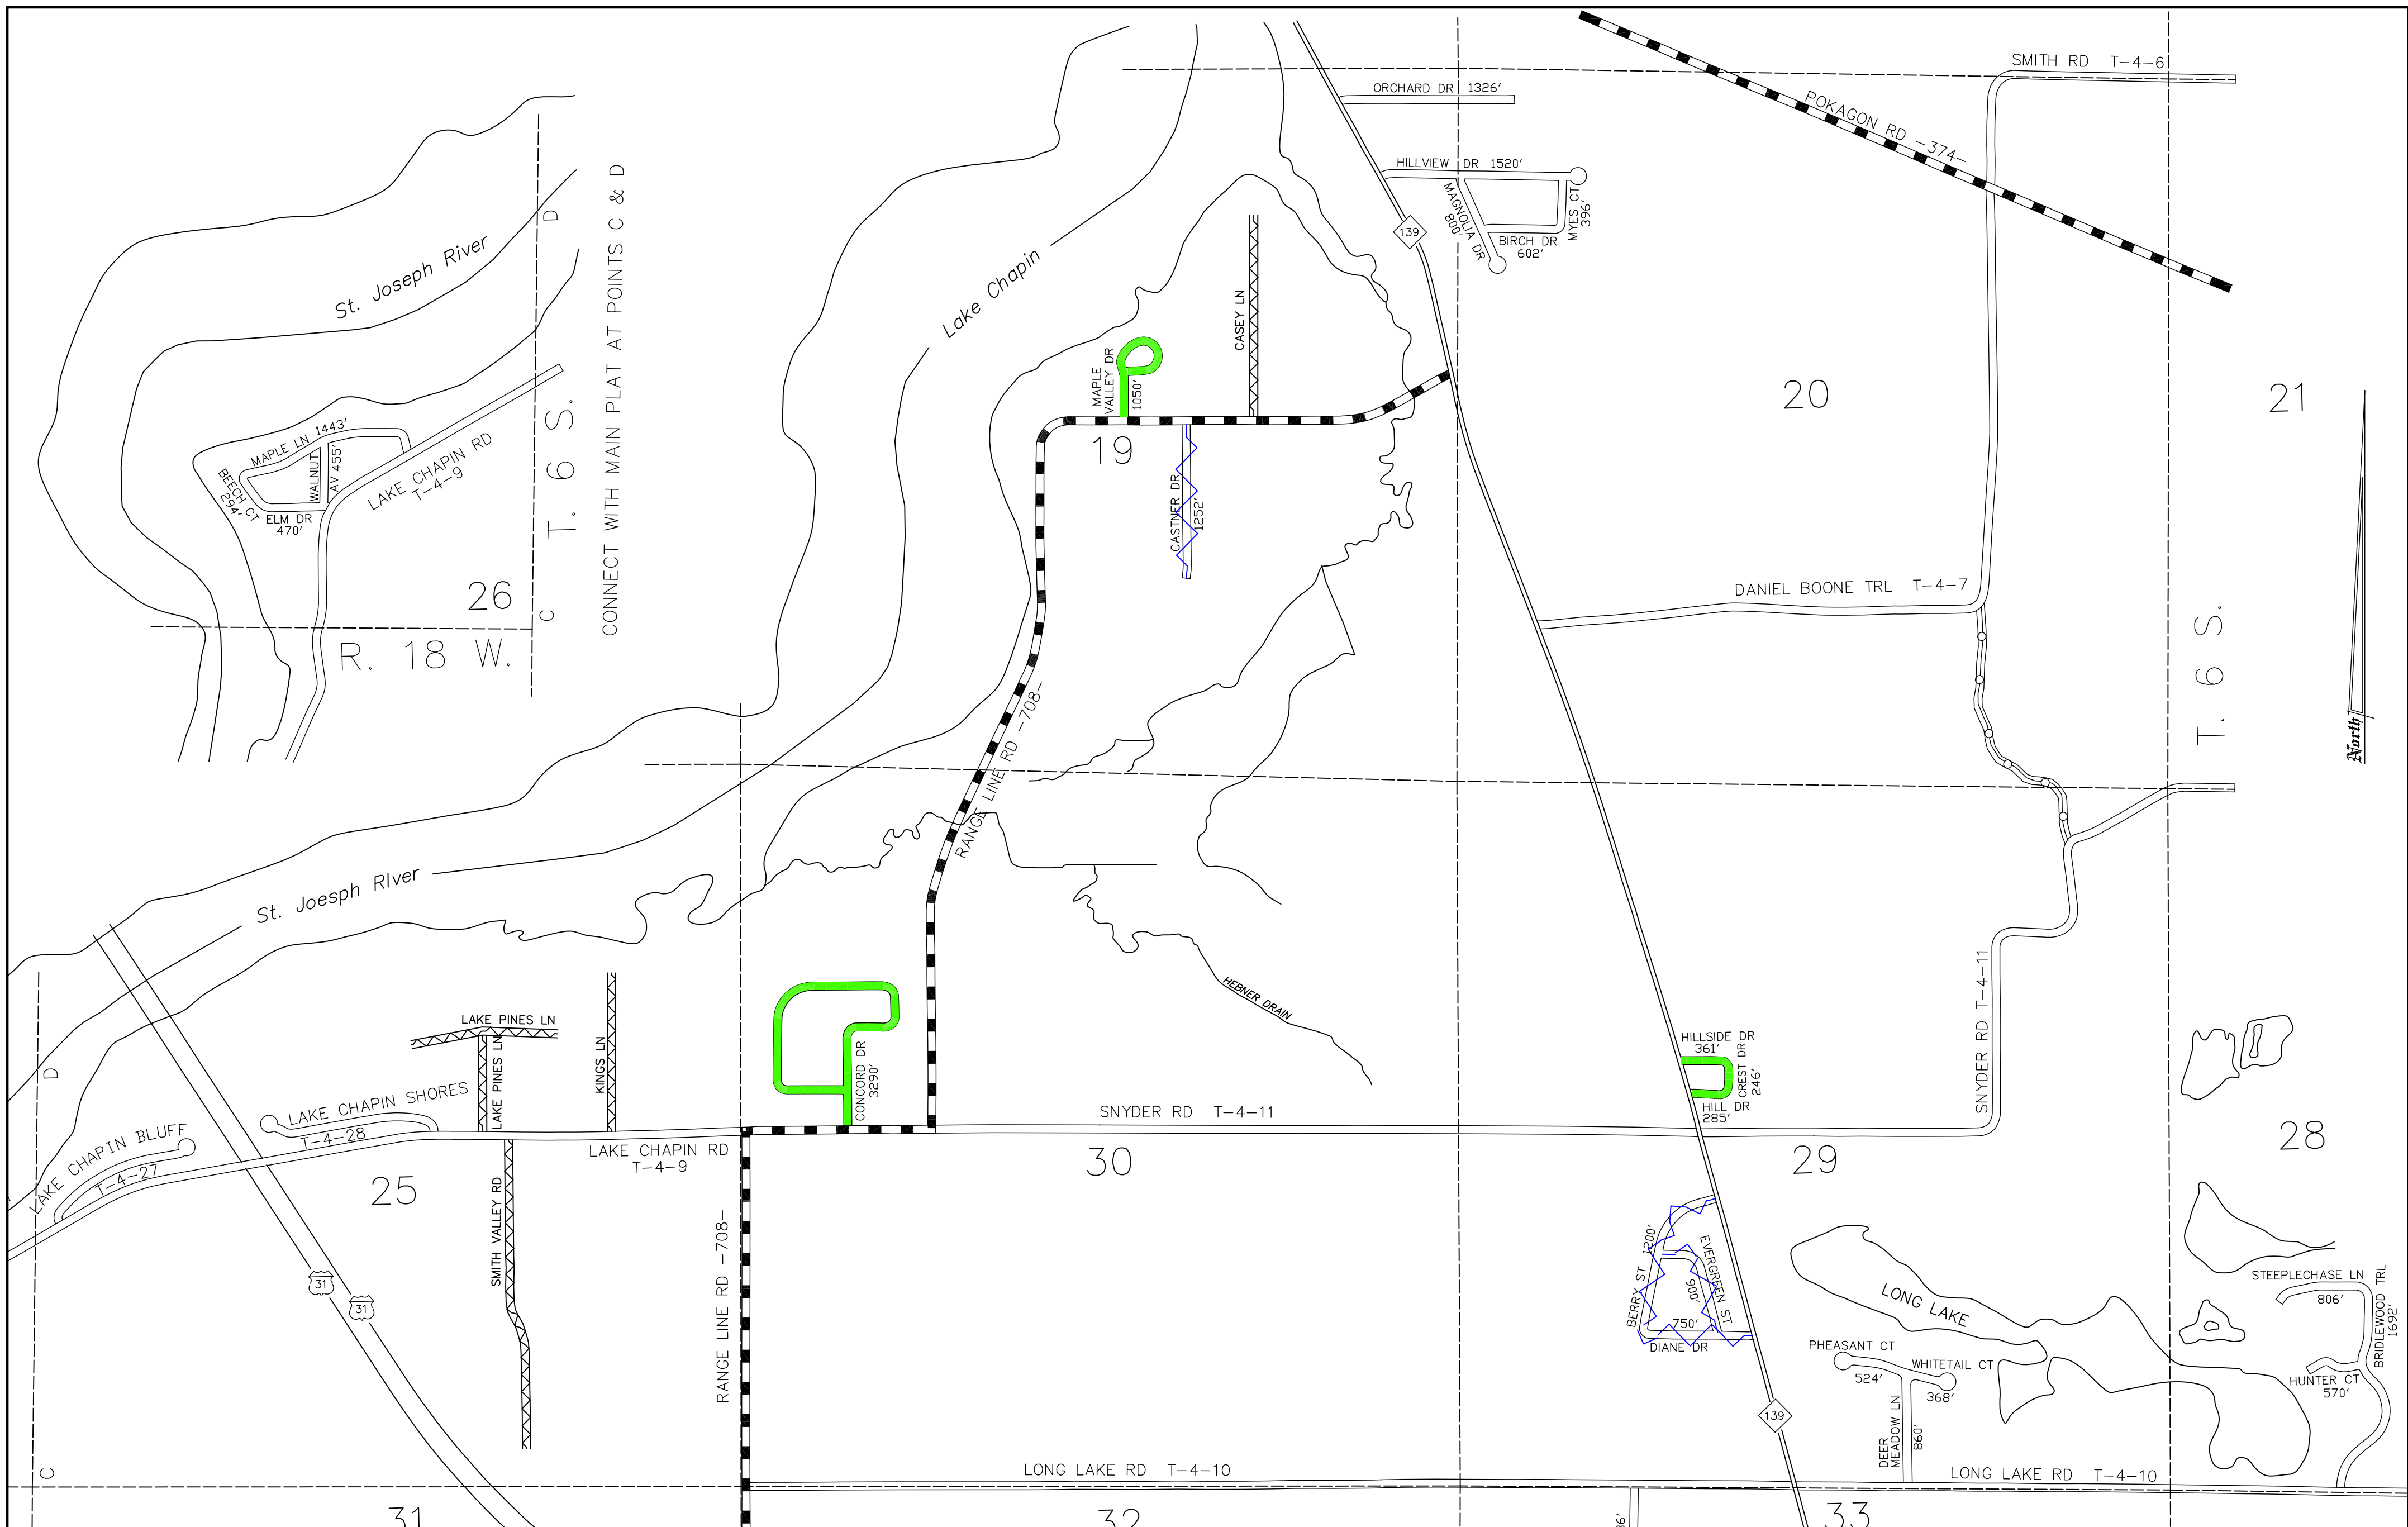 SMITH RD T-4-6
ORCHARD DR 1326'
POKAGON RD -374-
HILLVIEW DR 1520'
MAGNOLIA DR
800'
MYES CT
396'
BIRCH DR
602'
139
D
CONNECT WITH MAIN PLAT AT POINTS C & D
St. Joseph River
Lake Chapin
CASEY LN
MAPLE
VALLEY DR
1050'
20
21
19
MAPLE LN 1443'
WALNUT
AV 455'
BEECH CT
294'
ELM DR
470'
LAKE CHAPIN RD
T-4-9
T. 6 S.
CASTNER DR
1252'
26
C
R. 18 W.
DANIEL BOONE TRL T-4-7
T. 6 S.
North
RANGE LINE RD -708-
St. Joesph RIver
HEBNER DRAIN
LAKE PINES LN
LAKE PINES LN
KINGS LN
CONCORD DR
3290'
HILLSIDE DR
361'
CREST DR
246'
HILL DR
285'
SNYDER RD T-4-11
D
LAKE CHAPIN SHORES
T-4-28
LAKE CHAPIN BLUFF
T-4-27
SNYDER RD T-4-11
LAKE CHAPIN RD
T-4-9
25
30
29
28
SMITH VALLEY RD
RANGE LINE RD -708-
31
31
BERRY ST 1200'
EVERGREEN ST
900'
750'
DIANE DR
LONG LAKE
STEEPLECHASE LN
806'
BRIDLEWOOD TRL
1692'
HUNTER CT
570'
PHEASANT CT
524'
WHITETAIL CT
368'
DEER
MEADOW LN
860'
139
C
LONG LAKE RD T-4-10
LONG LAKE RD T-4-10
31
32
33